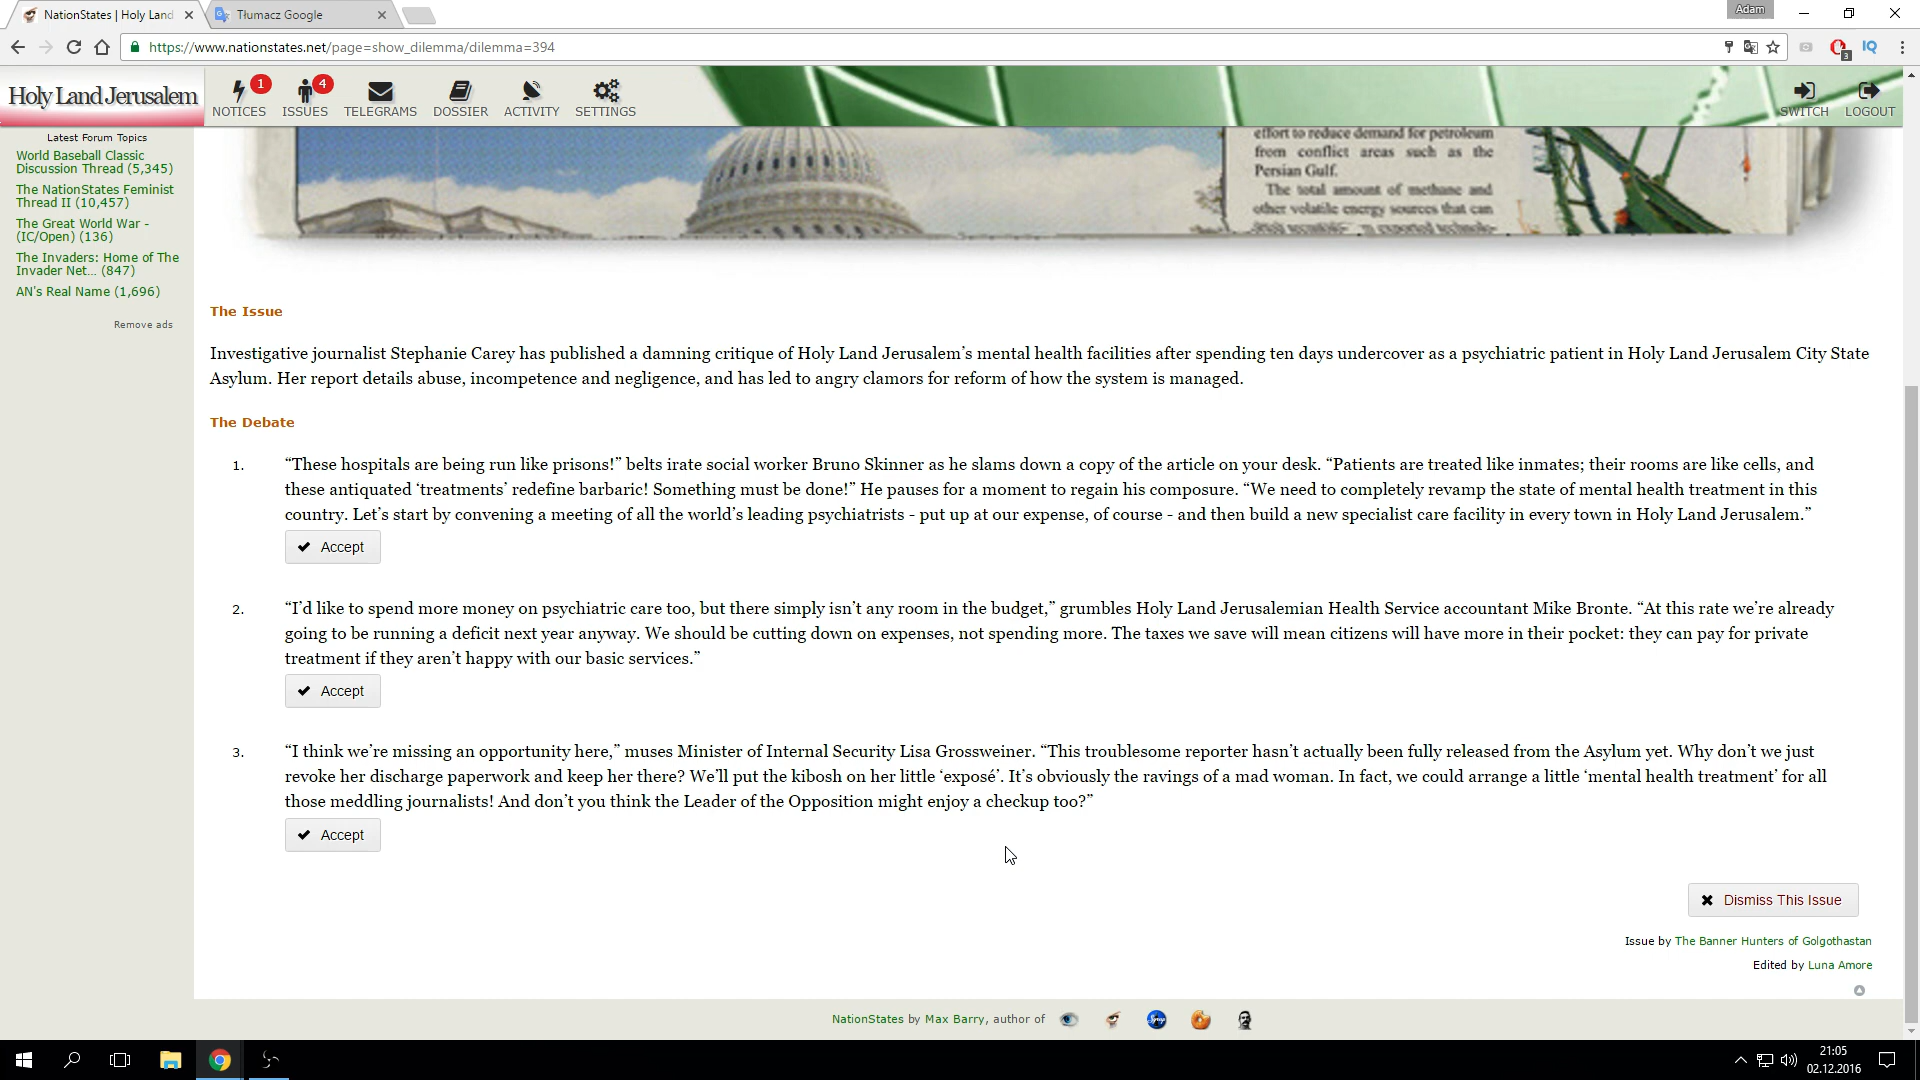 NationStates | Holy Land
Tłumacz Google
Adam
https://www.nationstates.net/page=show_dilemma/dilemma=394
3
IQ
Holy Land Jerusalem
1
NOTICES
4
ISSUES
TELEGRAMS
DOSSIER
ACTIVITY
SETTINGS
SWITCH
LOGOUT
Latest Forum Topics
World Baseball Classic
Discussion Thread (5,345)
The NationStates Feminist
Thread II (10,457)
The Great World War -
(IC/Open) (136)
The Invaders: Home of The
Invader Net... (847)
AN's Real Name (1,696)
Remove ads
effort to reduce demand for petroleum
from conflict areas such as the
Persian Gulf.
The total amount of methane and
other volatile energy sources that can
The Issue
Investigative journalist Stephanie Carey has published a damning critique of Holy Land Jerusalem’s mental health facilities after spending ten days undercover as a psychiatric patient in Holy Land Jerusalem City State
Asylum. Her report details abuse, incompetence and negligence, and has led to angry clamors for reform of how the system is managed.
The Debate
1. “These hospitals are being run like prisons!” belts irate social worker Bruno Skinner as he slams down a copy of the article on your desk. “Patients are treated like inmates; their rooms are like cells, and
these antiquated ‘treatments’ redefine barbaric! Something must be done!” He pauses for a moment to regain his composure. “We need to completely revamp the state of mental health treatment in this
country. Let’s start by convening a meeting of all the world’s leading psychiatrists - put up at our expense, of course - and then build a new specialist care facility in every town in Holy Land Jerusalem.”
Accept
2. “I’d like to spend more money on psychiatric care too, but there simply isn’t any room in the budget,” grumbles Holy Land Jerusalemian Health Service accountant Mike Bronte. “At this rate we’re already
going to be running a deficit next year anyway. We should be cutting down on expenses, not spending more. The taxes we save will mean citizens will have more in their pocket: they can pay for private
treatment if they aren’t happy with our basic services.”
Accept
3. “I think we’re missing an opportunity here,” muses Minister of Internal Security Lisa Grossweiner. “This troublesome reporter hasn’t actually been fully released from the Asylum yet. Why don’t we just
revoke her discharge paperwork and keep her there? We’ll put the kibosh on her little ‘exposé’. It’s obviously the ravings of a mad woman. In fact, we could arrange a little ‘mental health treatment’ for all
those meddling journalists! And don’t you think the Leader of the Opposition might enjoy a checkup too?”
Accept
Dismiss This Issue
Issue by The Banner Hunters of Golgothastan
Edited by Luna Amore
NationStates by Max Barry, author of
21:05
02.12.2016